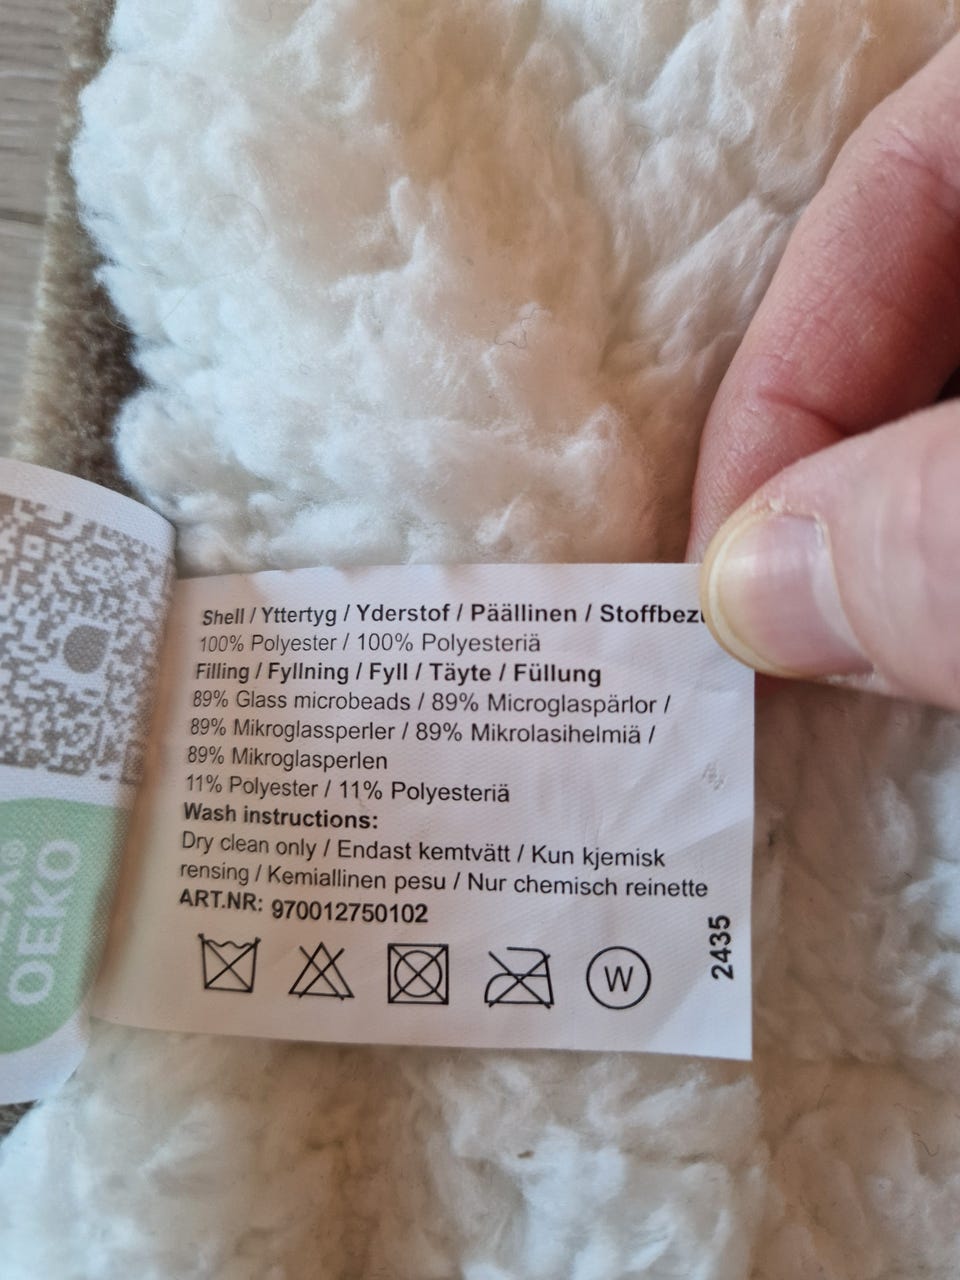 Shell / Yttertyg / Yderstof / Päällinen /
100% Polyester / 100% Polyesteriä
Filling / Fyllning / Fyll / Täyte / Füllung
89% Glass microbeads / 89% Microglaspärlor /
89% Mikroglassperler / 89% Mikrolasihelmiä /
89% Mikroglasperlen
11% Polyester / 11% Polyesteriä
Wash instructions:
Dry clean only / Endast kemtvätt / Kun kjemisk
rensing / Kemiallinen pesu / Nur chemisch reinette
ART.NR: 970012750102
W
2435
OEKO